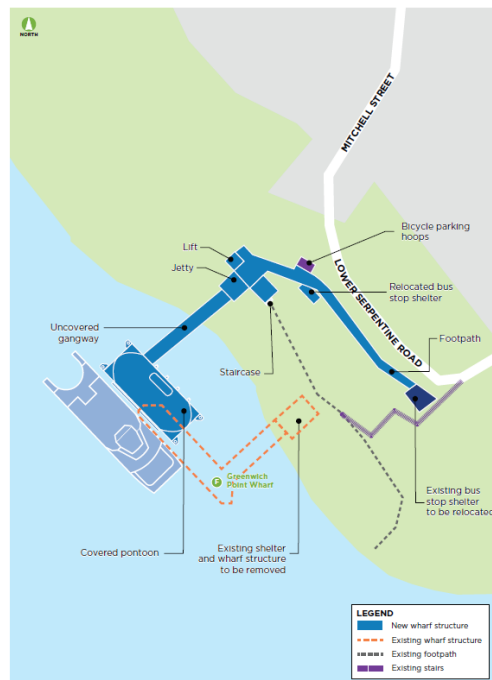 NORTH
MITCHELL STREET
Bicycle parking
hoops
Lift
Jetty
LOWER SERPENTINE ROAD
Relocated bus
stop shelter
Uncovered
gangway
Footpath
Staircase
F
Greenwich
Point Wharf
Covered pontoon
Existing shelter
and wharf structure
to be removed
Existing bus
stop shelter
to be relocated
LEGEND
New wharf structure
Existing wharf structure
Existing footpath
Existing stairs